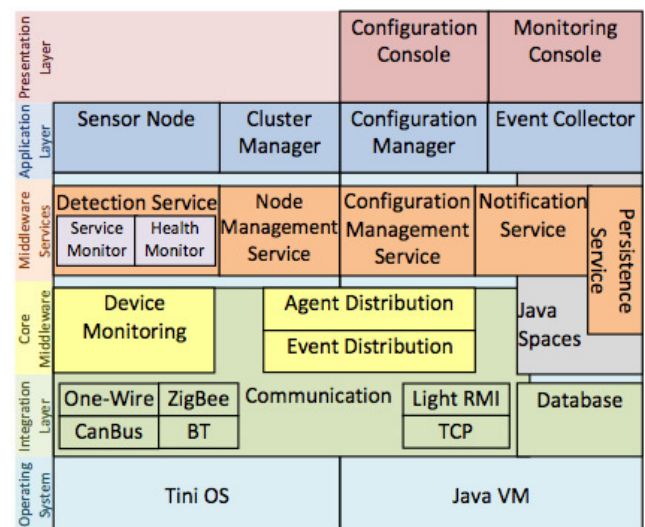 Presentation
Layer
Configuration
Console
Monitoring
Console
Application
Layer
Sensor Node
Cluster
Manager
Configuration
Manager
Event Collector
Middleware
Services
Detection Service
Service
Monitor
Health
Monitor
Node
Management
Service
Configuration
Management
Service
Notification
Service
Persistence
Service
Core
Middleware
Device
Monitoring
Agent Distribution
Event Distribution
Java
Spaces
Integration
Layer
One-Wire
ZigBee
CanBus
BT
Communication
Light RMI
TCP
Database
Operating
System
Tini OS
Java VM